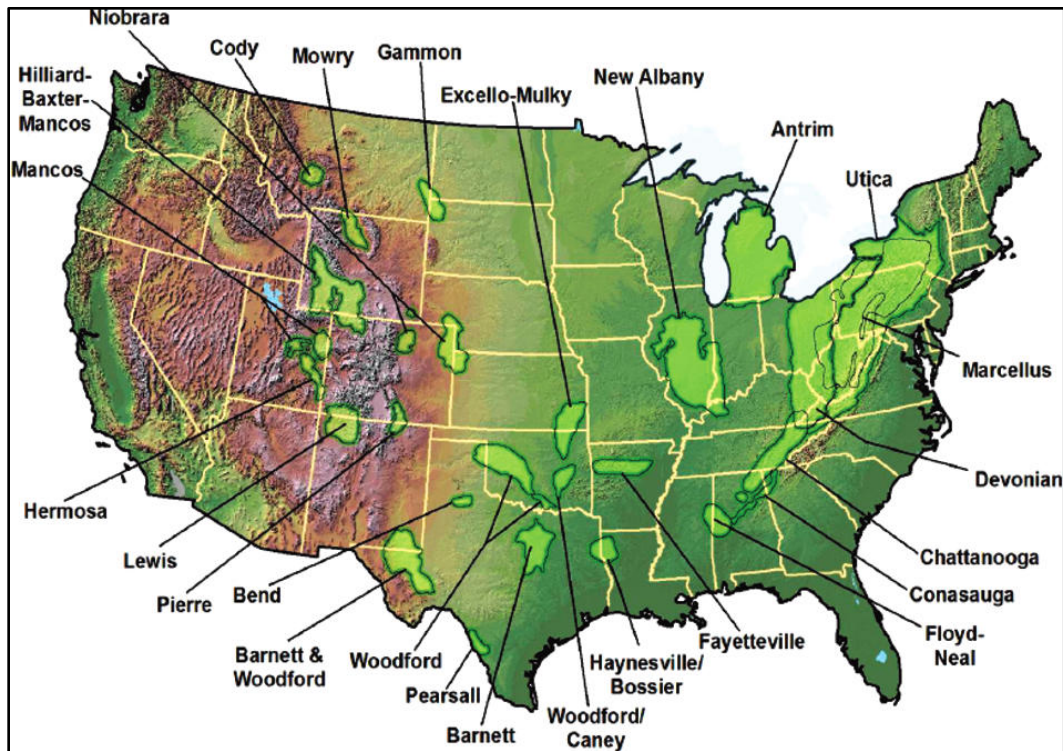 Niobrara
Cody
Mowry
Gammon
Excello-Mulky
New Albany
Antrim
Utica
Hilliard-
Baxter-
Mancos
Mancos
Marcellus
Devonian
Chattanooga
Conasauga
Floyd-
Neal
Fayetteville
Haynesville/
Bossier
Woodford/
Caney
Barnett
Pearsall
Woodford
Barnett &
Woodford
Bend
Pierre
Lewis
Hermosa